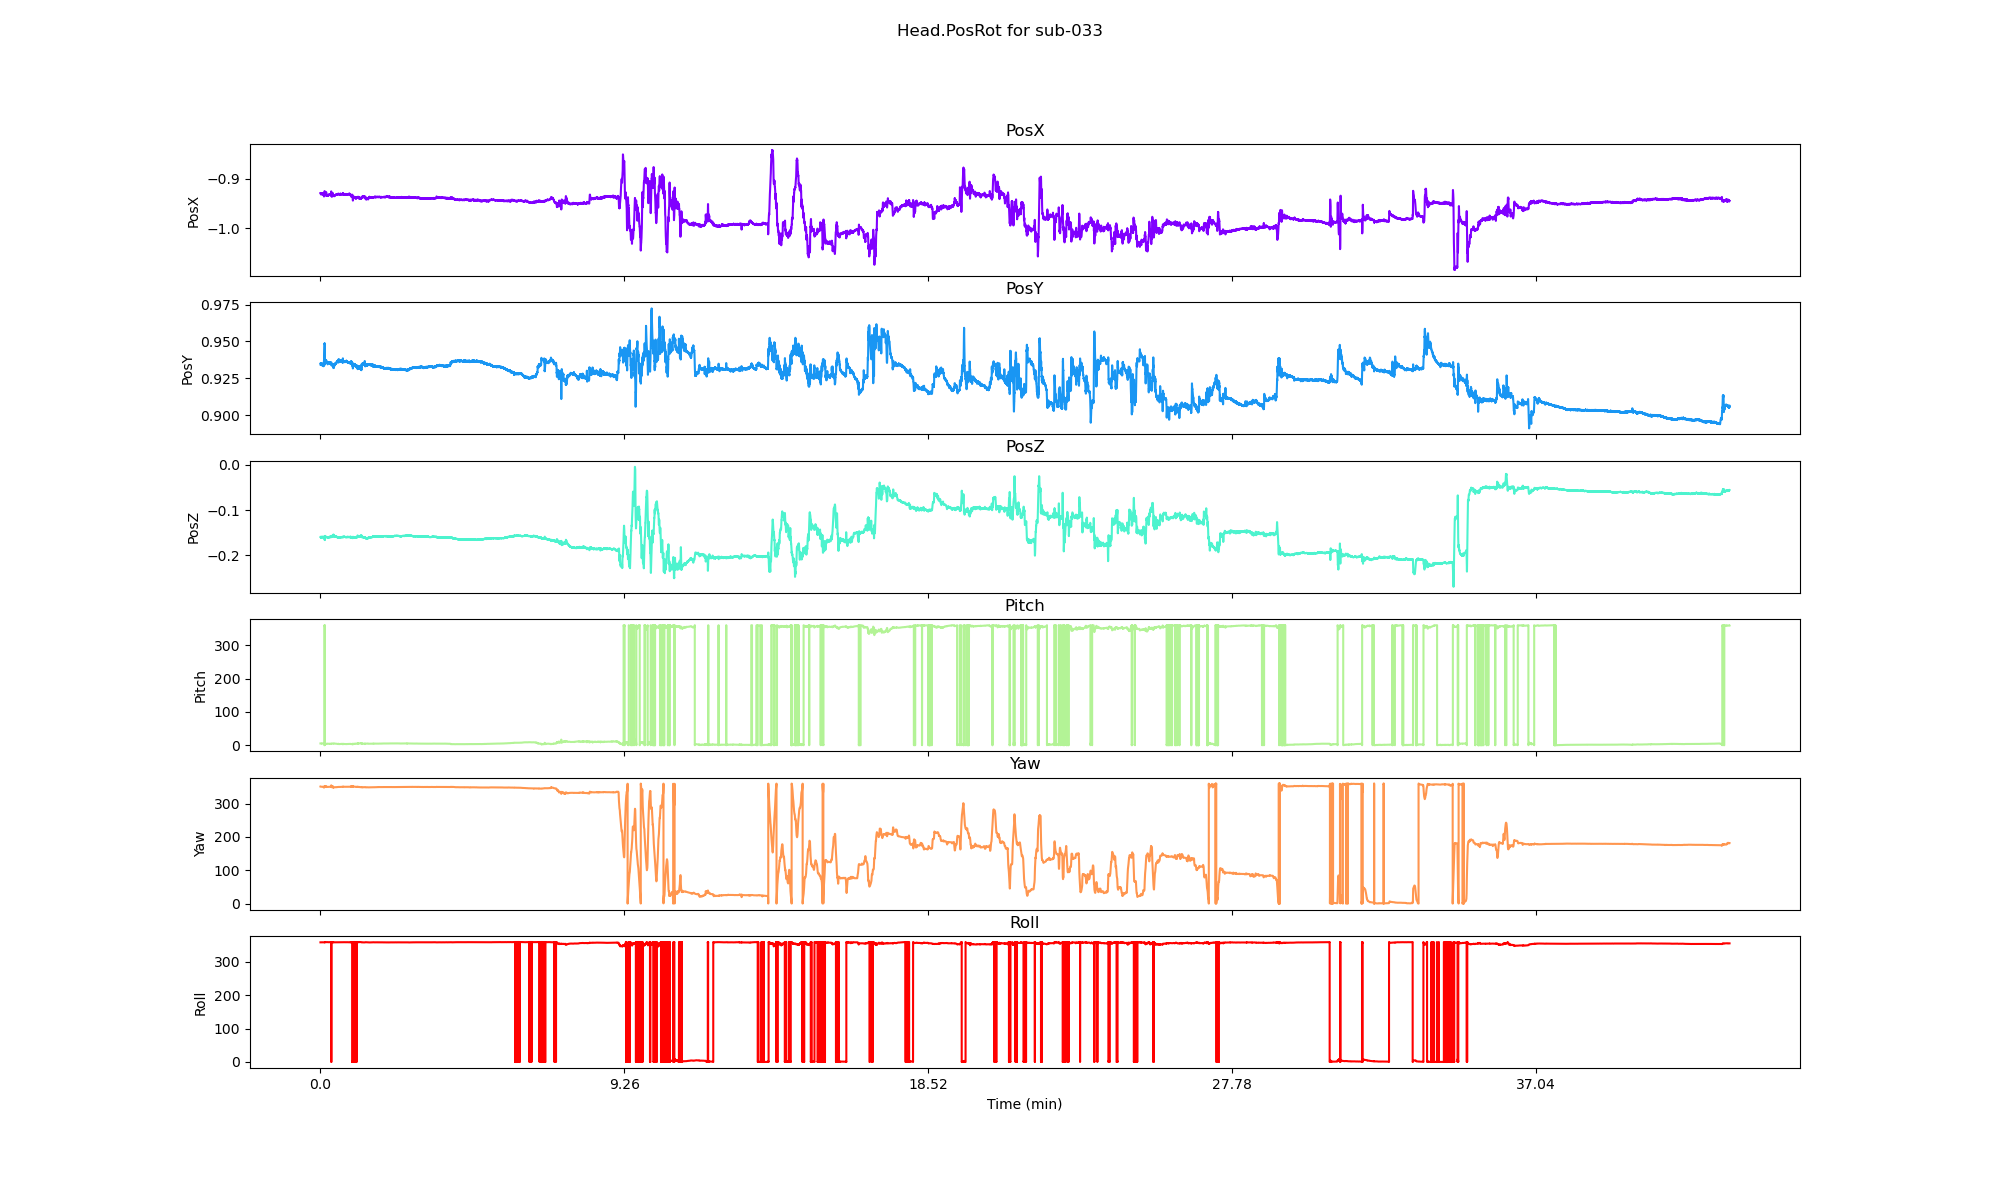 Head.PosRot for sub-033
PosX
PosX
−0.9
−1.0
PosY
PosY
0.975
0.950
0.925
0.900
PosZ
PosZ
0.0
−0.1
−0.2
Pitch
Pitch
300
200
100
0
Yaw
Yaw
300
200
100
0
Roll
Roll
300
200
100
0
0.0 9.26 18.52 27.78 37.04
Time (min)